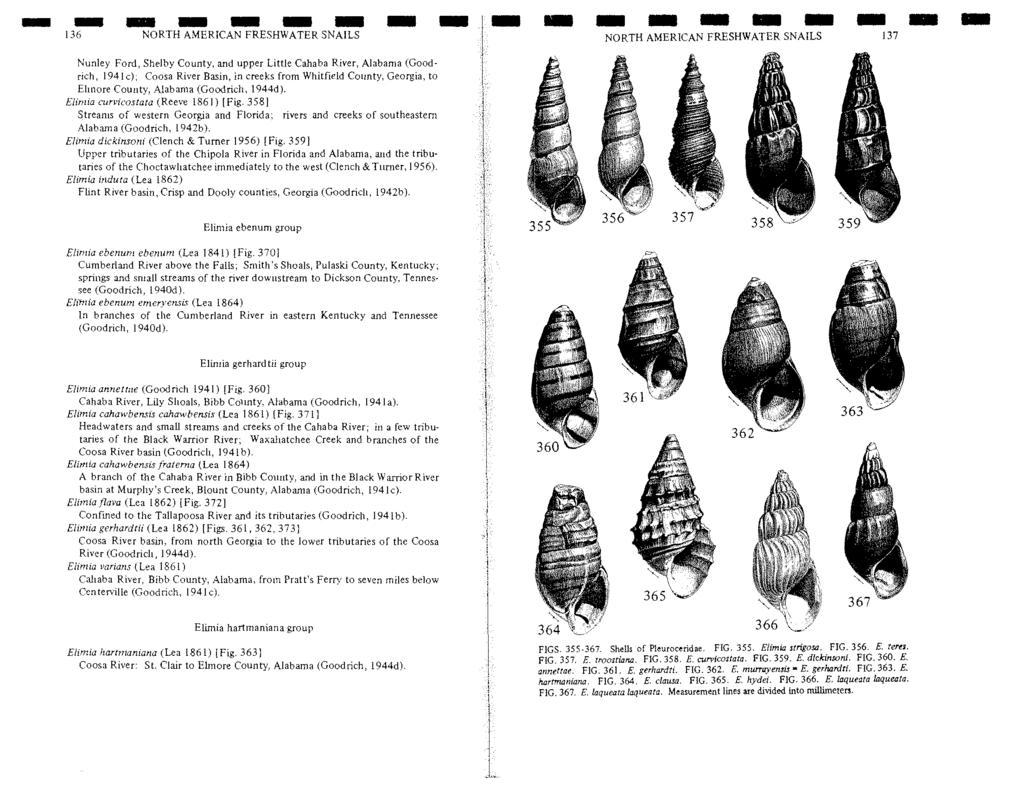 136 NORTH AMERICAN FRESHWATER SNAILS
Nunley Ford, Shelby County, and upper Little Cahaba River, Alabama (Good-
rich, 1941c); Coosa River Basin, in creeks from Whitfield County, Georgia, to
Elmore County, Alabama (Goodrich, 1944d).
Elimia curvicostata (Reeve 1861) [Fig. 358]
Streams of western Georgia and Florida; rivers and creeks of southeastern
Alabama (Goodrich, 1942b).
Elimia dickinsoni (Clench & Turner 1956) [Fig. 359]
Upper tributaries of the Chipola River in Florida and Alabama, and the tribu-
taries of the Choctawhatchee immediately to the west (Clench & Turner, 1956).
Elimia induta (Lea 1862)
Flint River basin, Crisp and Dooly counties, Georgia (Goodrich, 1942b).
Elimia ebenum group
Elimia ebenum ebenum (Lea 1841) [Fig. 370]
Cumberland River above the Falls; Smith's Shoals, Pulaski County, Kentucky;
springs and small streams of the river downstream to Dickson County, Tennes-
see (Goodrich, 1940d).
Elimia ebenum emeryensis (Lea 1864)
In branches of the Cumberland River in eastern Kentucky and Tennessee
(Goodrich, 1940d).
Elimia gerhardtii group
Elimia annettae (Goodrich 1941) [Fig. 360]
Cahaba River, Lily Shoals, Bibb County, Alabama (Goodrich, 1941a).
Elimia cahawbensis cahawbensis (Lea 1861) [Fig. 371]
Headwaters and small streams and creeks of the Cahaba River; in a few tribu-
taries of the Black Warrior River; Waxahatchee Creek and branches of the
Coosa River basin (Goodrich, 1941b).
Elimia cahawbensis fraterna (Lea 1864)
A branch of the Cahaba River in Bibb County, and in the Black Warrior River
basin at Murphy's Creek, Blount County, Alabama (Goodrich, 1941c).
Elimia flava (Lea 1862) [Fig. 372]
Confined to the Tallapoosa River and its tributaries (Goodrich, 1941b).
Elimia gerhardtii (Lea 1862) [Figs. 361, 362, 373]
Coosa River basin, from north Georgia to the lower tributaries of the Coosa
River (Goodrich, 1944d).
Elimia varians (Lea 1861)
Cahaba River, Bibb County, Alabama, from Pratt's Ferry to seven miles below
Centerville (Goodrich, 1941c).
Elimia hartmaniana group
Elimia hartmaniana (Lea 1861) [Fig. 363]
Coosa River: St. Clair to Elmore County, Alabama (Goodrich, 1944d).
NORTH AMERICAN FRESHWATER SNAILS 137
355 356 357 358 359
360 361 362 363
364 365 366 367
FIGS. 355-367. Shells of Pleuroceridae. FIG. 355. Elimia strigosa. FIG. 356. E. teres.
FIG. 357. E. troostiana. FIG. 358. E. curvicostata. FIG. 359. E. dickinsoni. FIG. 360. E.
annettae. FIG. 361. E. gerhardti. FIG. 362. E. murrayensis = E. gerhardti. FIG. 363. E.
hartmaniana. FIG. 364. E. clausa. FIG. 365. E. hydei. FIG. 366. E. laqueata laqueata.
FIG. 367. E. laqueata laqueata. Measurement lines are divided into millimeters.